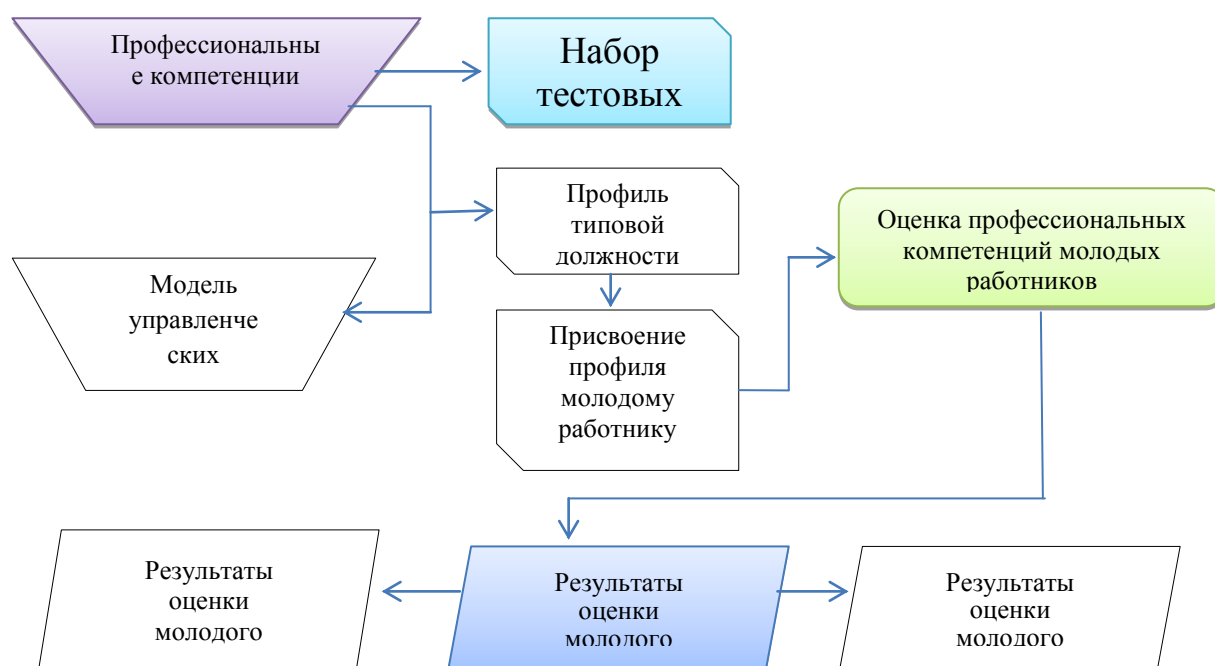 Профессиональны
е компетенции
Набор
тестовых
Профиль
типовой
должности
Оценка профессиональных
компетенций молодых
работников
Модель
управленче
ских
Присвоение
профиля
молодому
работнику
Результаты
оценки
молодого
Результаты
оценки
молодого
Результаты
оценки
молодого